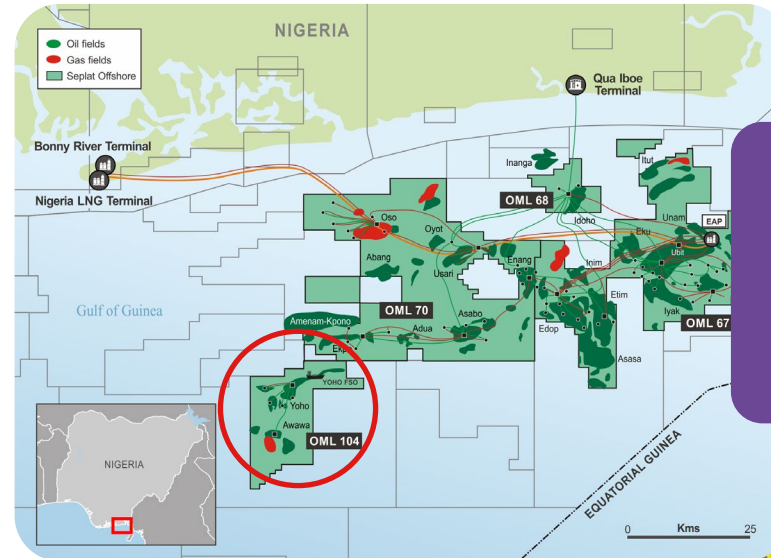 NIGERIA
Oil fields
Gas fields
Seplat Offshore
Qua Iboe
Terminal
Bonny River Terminal
Nigeria LNG Terminal
Inanga
Itut
OML 68
Idoho
Unam
EAP
Oso
Oyot
Eku
Ubit
Abang
Usari
Enang
Inim
Etim
Gulf of Guinea
OML 70
Asabo
Iyak
Amenam-Kpono
Adua
Edop
OML 67
Ekp
Asasa
YOHO FSO
Yoho
Awawa
OML 104
NIGERIA
EQUATORIAL GUINEA
0 Kms 25